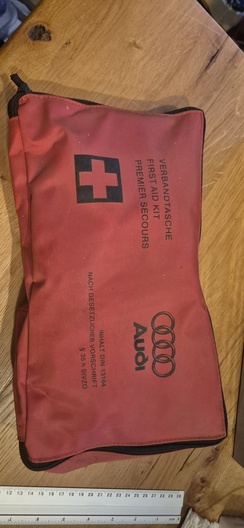 VERBANDTASCHE
FIRST AID KIT
PREMIER SECOURS
Audi
INHALT DIN 13164
NACH GESETZLICHER VORSCHRIFT
§ 35 h StVZO